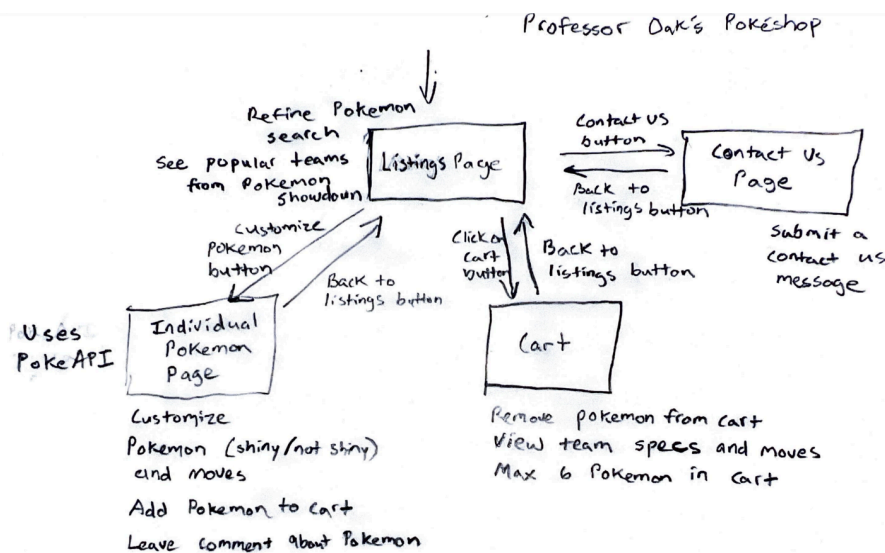 Professor Oak's Pokéshop
Refine Pokemon
search
See popular teams
from Pokemon
Showdown
Listings Page
Contact US
button
Back to
listings button
Contact Us
Page
Submit a
contact us
message
Customize
Pokemon
button
Back to
listings button
Click on
cart
button
Back to
listings button
Uses
PokeAPI
Individual
Pokemon
Page
Cart
Customize
Pokemon (shiny/not shiny)
and moves
Add Pokemon to cart
Leave comment about Pokemon
Remove pokemon from cart
View team specs and moves
Max 6 Pokemon in cart